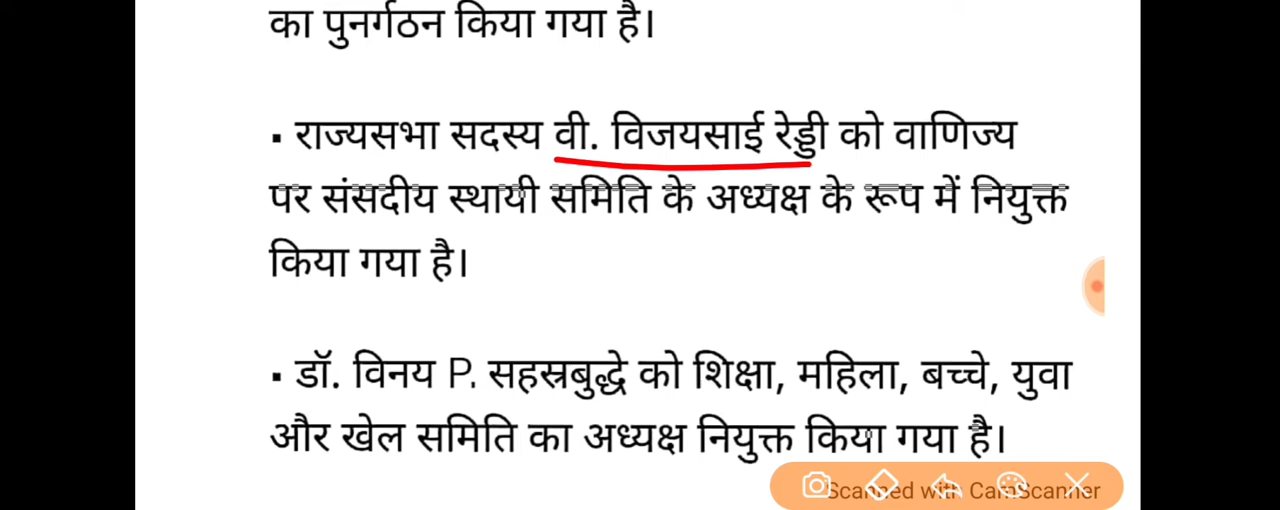 का पुनर्गठन किया गया है।
▪ राज्यसभा सदस्य वी. विजयसाई रेड्डी को वाणिज्य
पर संसदीय स्थायी समिति के अध्यक्ष के रूप में नियुक्त
किया गया है।
▪ डॉ. विनय P. सहस्रबुद्धे को शिक्षा, महिला, बच्चे, युवा
और खेल समिति का अध्यक्ष नियुक्त किया गया है।
Scanned with CamScanner